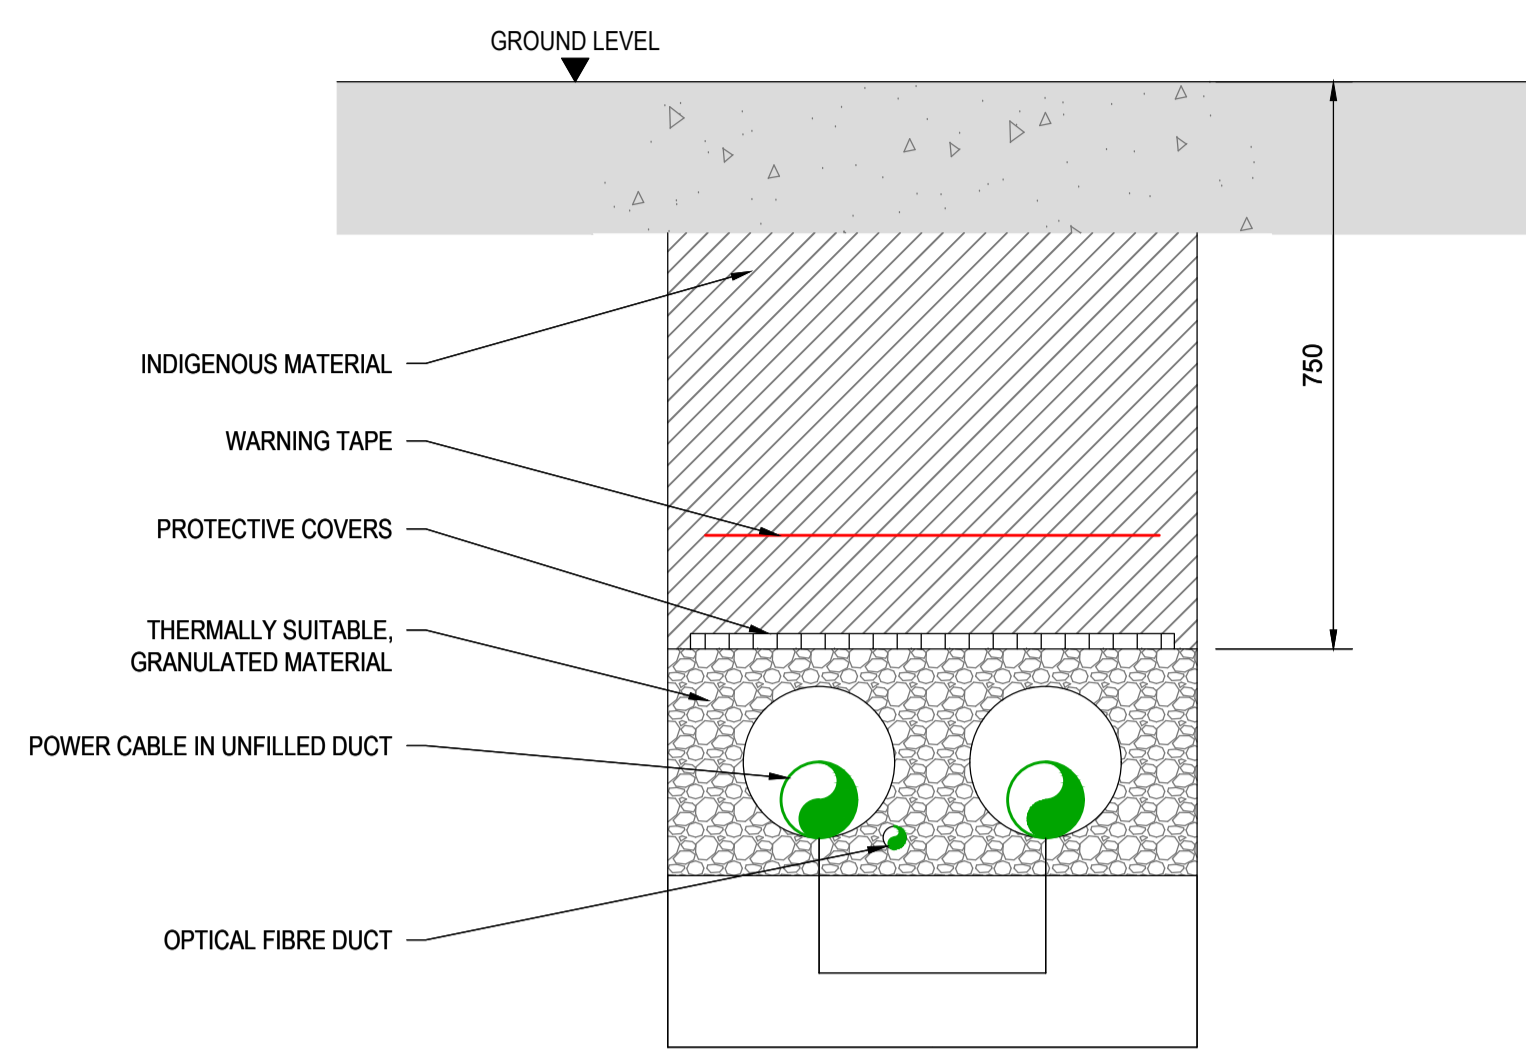 GROUND LEVEL
750
INDIGENOUS MATERIAL
WARNING TAPE
PROTECTIVE COVERS
THERMALLY SUITABLE,
GRANULATED MATERIAL
POWER CABLE IN UNFILLED DUCT
OPTICAL FIBRE DUCT